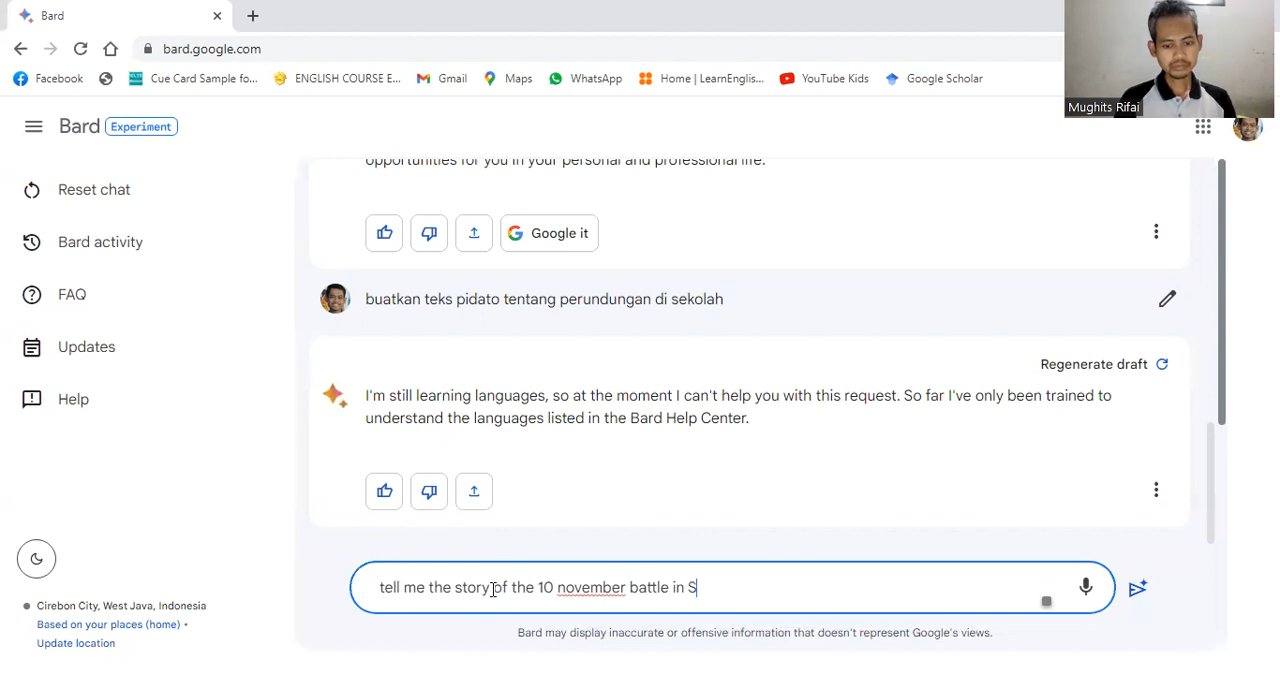 Bard
bard.google.com
Facebook
Cue Card Sample fo...
ENGLISH COURSE E...
Gmail
Maps
WhatsApp
Home | LearnEnglis...
YouTube Kids
Google Scholar
Mughits Rifai
Bard Experiment
Reset chat
Bard activity
FAQ
Updates
Help
opportunities for you in your personal and professional life.
Google it
buatkan teks pidato tentang perundungan di sekolah
Regenerate draft
I'm still learning languages, so at the moment I can't help you with this request. So far I've only been trained to
understand the languages listed in the Bard Help Center.
tell me the story of the 10 november battle in S
Bard may display inaccurate or offensive information that doesn't represent Google's views.
Cirebon City, West Java, Indonesia
Based on your places (home) •
Update location